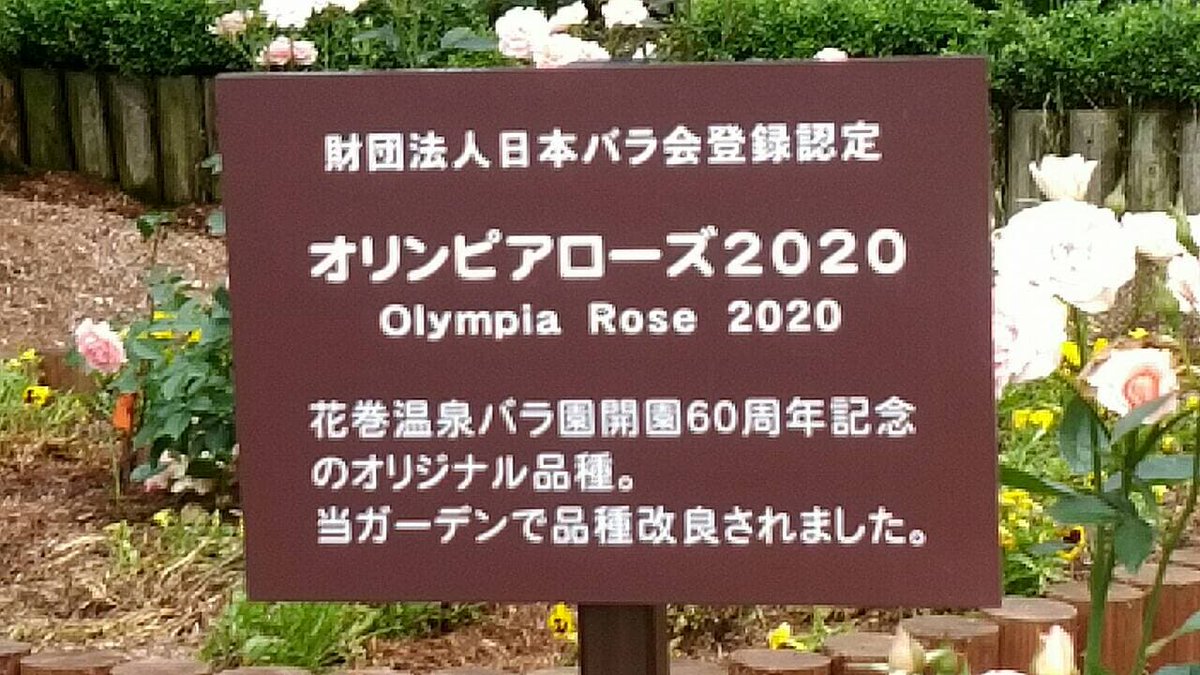 財団法人日本バラ会登録認定
オリンピアローズ2020
Olympia Rose 2020
花巻温泉バラ園開園60周年記念
のオリジナル品種。
当ガーデンで品種改良されました。